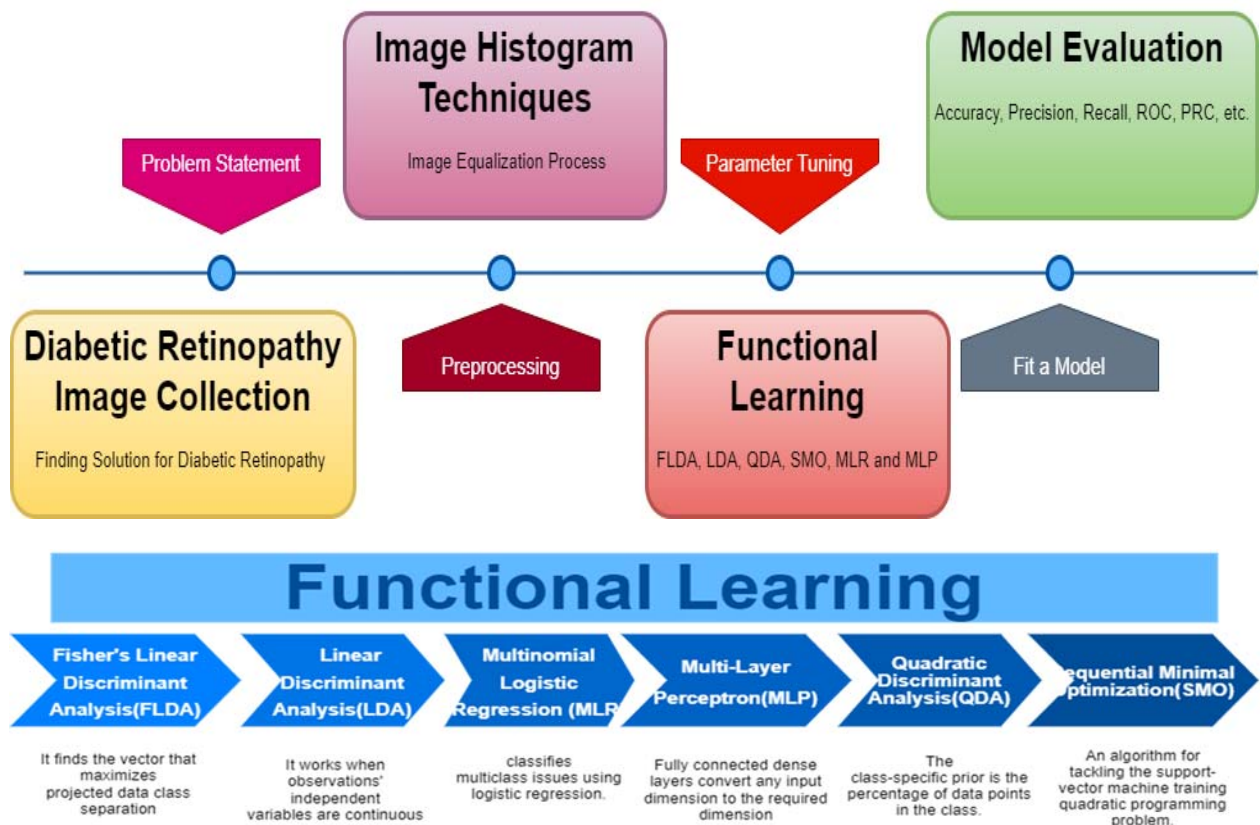 Image Histogram
Techniques
Image Equalization Process
Model Evaluation
Accuracy, Precision, Recall, ROC, PRC, etc.
Problem Statement
Parameter Tuning
Diabetic Retinopathy
Image Collection
Finding Solution for Diabetic Retinopathy
Preprocessing
Functional
Learning
FLDA, LDA, QDA, SMO, MLR and MLP
Fit a Model
Functional Learning
Fisher's Linear
Discriminant
Analysis(FLDA)
Linear
Discriminant
Analysis(LDA)
Multinomial
Logistic
Regression (MLR
Multi-Layer
Perceptron(MLP)
Quadratic
Discriminant
Analysis(QDA)
equential Minimal
Optimization(SMO)
It finds the vector that
maximizes
projected data class
separation
It works when
observations'
independent
variables are continuous
classifies
multiclass issues using
logistic regression.
Fully connected dense
layers convert any input
dimension to the required
dimension
The
class-specific prior is the
percentage of data points
in the class.
An algorithm for
tackling the support-
vector machine training
quadratic programming
problem.